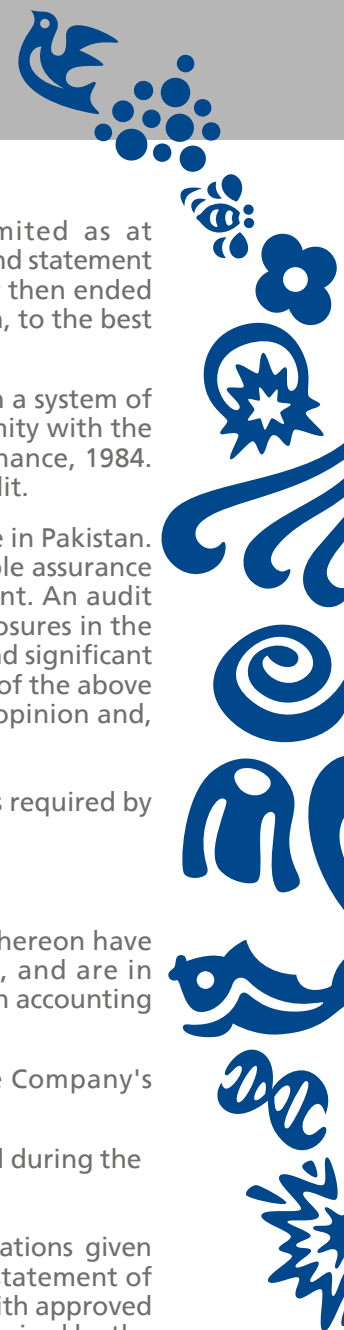 mited as at
nd statement
then ended
, to the best
a system of
nity with the
nance, 1984.
dit.
e in Pakistan.
ble assurance
nt. An audit
osures in the
nd significant
of the above
opinion and,
s required by
hereon have
, and are in
n accounting
e Company's
d during the
ations given
statement of
ith approved